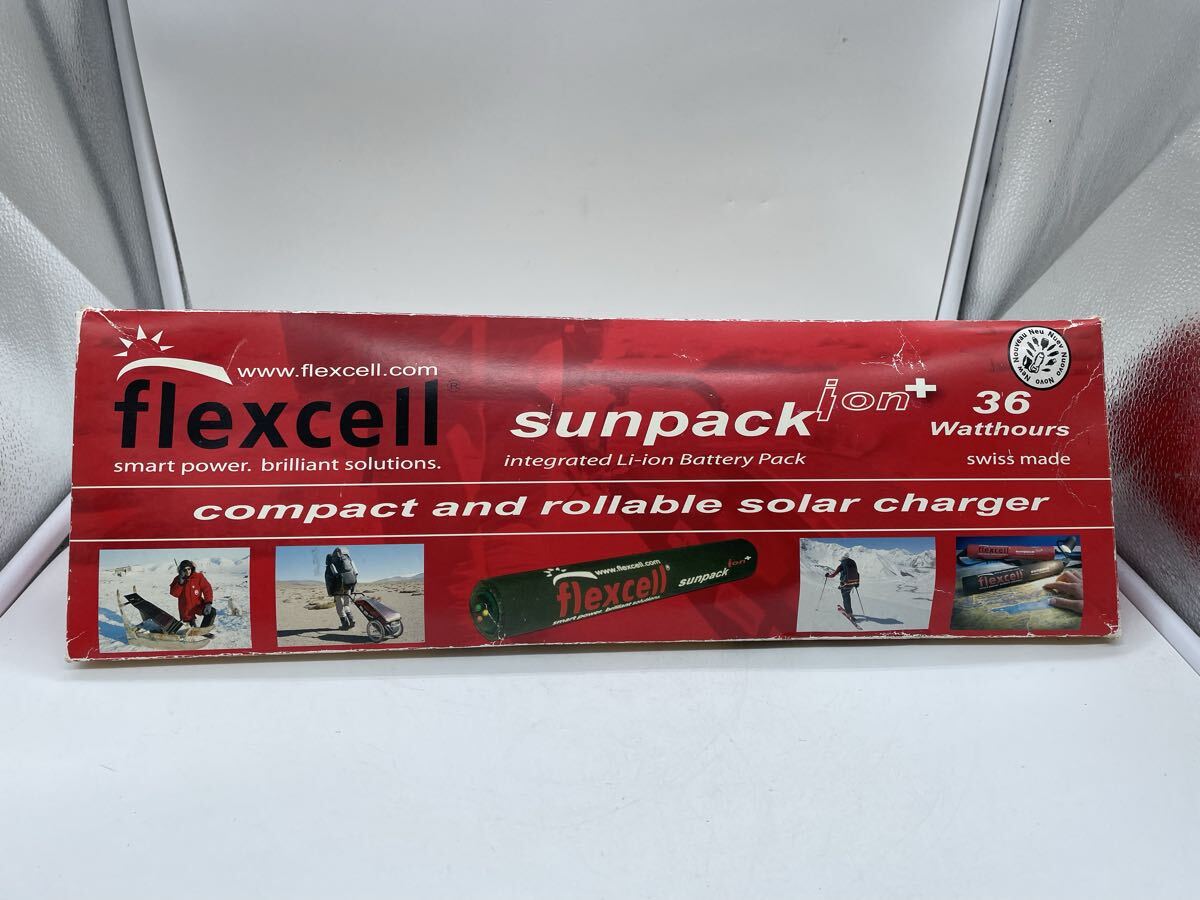 www.flexcell.com
flexcell®
smart power. brilliant solutions.
sunpack ion+
integrated Li-ion Battery Pack
36
Watthours
swiss made
New Nouveau Neu Nuev Nuovo Novo
compact and rollable solar charger
www.flexcell.com
flexcell®
smart power. brilliant solutions.
sunpack ion+
flexcell
flexcell